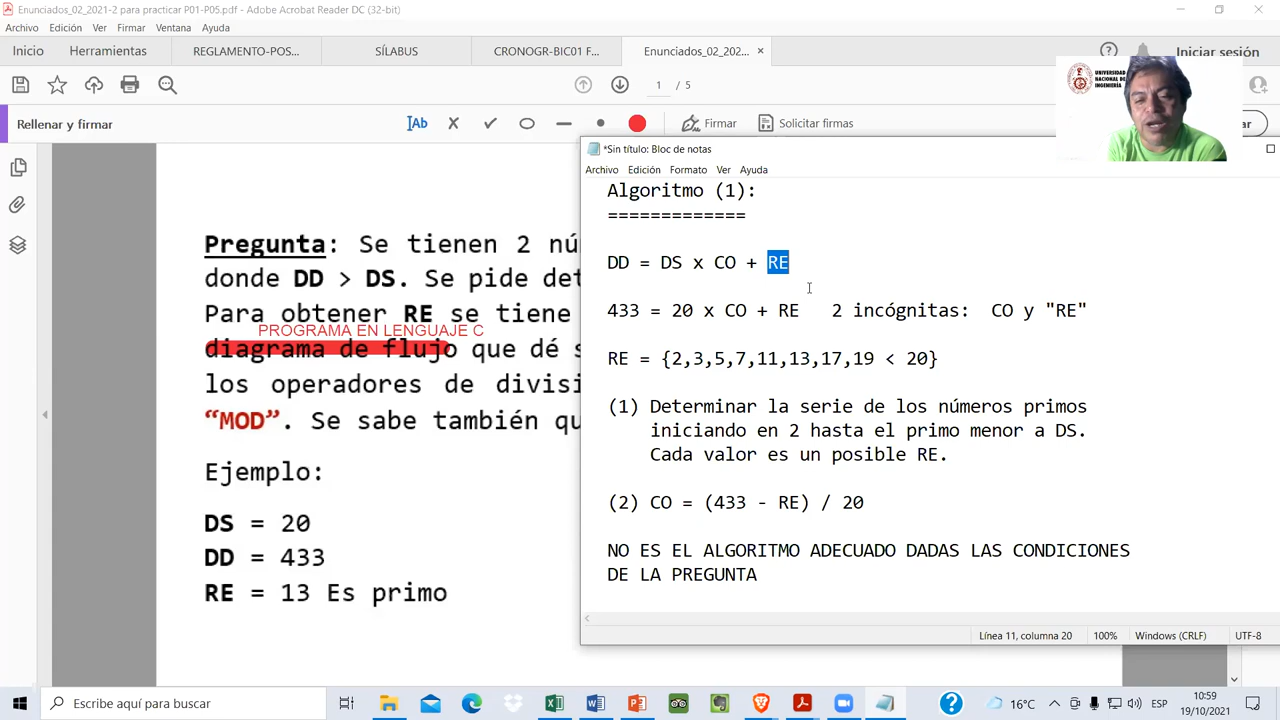 Enunciados_02_2021-2 para practicar P01-P05.pdf - Adobe Acrobat Reader DC (32-bit)
Archivo Edición Ver Firmar Ventana Ayuda
Inicio Herramientas REGLAMENTO-POS... SÍLABUS CRONOGR-BIC01 F... Enunciados_02_202... × Iniciar sesión
1 / 5
Rellenar y firmar Ab Firmar Solicitar firmas ar
UNIVERSIDAD
NACIONAL DE
INGENIERÍA
Pregunta: Se tienen 2 nú
donde DD > DS. Se pide det
Para obtener RE se tiene
PROGRAMA EN LENGUAJE C
diagrama de flujo que dé s
los operadores de divisi
“MOD”. Se sabe también qu
Ejemplo:
DS = 20
DD = 433
RE = 13 Es primo
*Sin título: Bloc de notas
Archivo Edición Formato Ver Ayuda
Algoritmo (1):
=============
DD = DS x CO + RE
433 = 20 x CO + RE 2 incógnitas: CO y "RE"
RE = {2,3,5,7,11,13,17,19 < 20}
(1) Determinar la serie de los números primos
iniciando en 2 hasta el primo menor a DS.
Cada valor es un posible RE.
(2) CO = (433 - RE) / 20
NO ES EL ALGORITMO ADECUADO DADAS LAS CONDICIONES
DE LA PREGUNTA
Línea 11, columna 20 100% Windows (CRLF) UTF-8
Escribe aquí para buscar 16°C ESP 10:59
19/10/2021